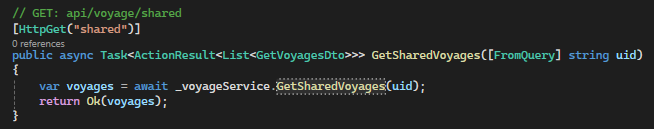 // GET: api/voyage/shared
[HttpGet("shared")]
0 references
public async Task<ActionResult<List<GetVoyagesDto>>> GetSharedVoyages([FromQuery] string uid)
{
    var voyages = await _voyageService.GetSharedVoyages(uid);
    return Ok(voyages);
}